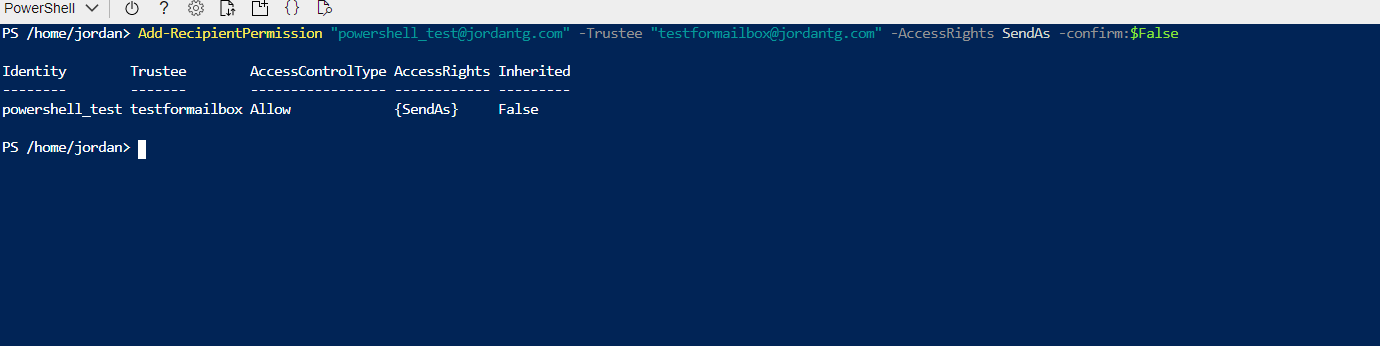 PowerShell ? {}
PS /home/jordan> Add-RecipientPermission "powershell_test@jordantg.com" -Trustee "testformailbox@jordantg.com" -AccessRights SendAs -confirm:$False
Identity Trustee AccessControlType AccessRights Inherited
-------- ------- ----------------- ------------ ---------
powershell_test testformailbox Allow {SendAs} False
PS /home/jordan>